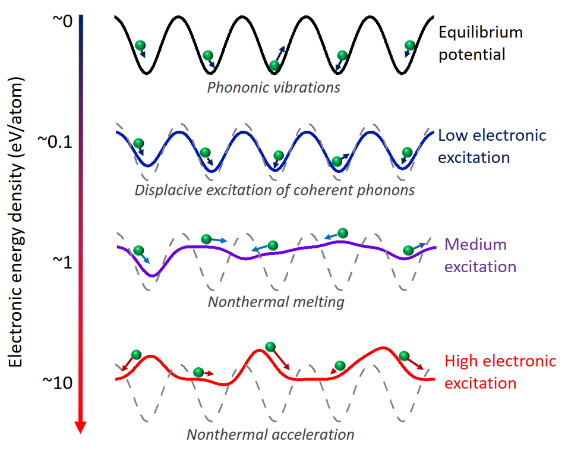 Electronic energy density (eV/atom)
~0
Equilibrium
potential
Phononic vibrations
~0.1
Low electronic
excitation
Displacive excitation of coherent phonons
~1
Medium
excitation
Nonthermal melting
~10
High electronic
excitation
Nonthermal acceleration